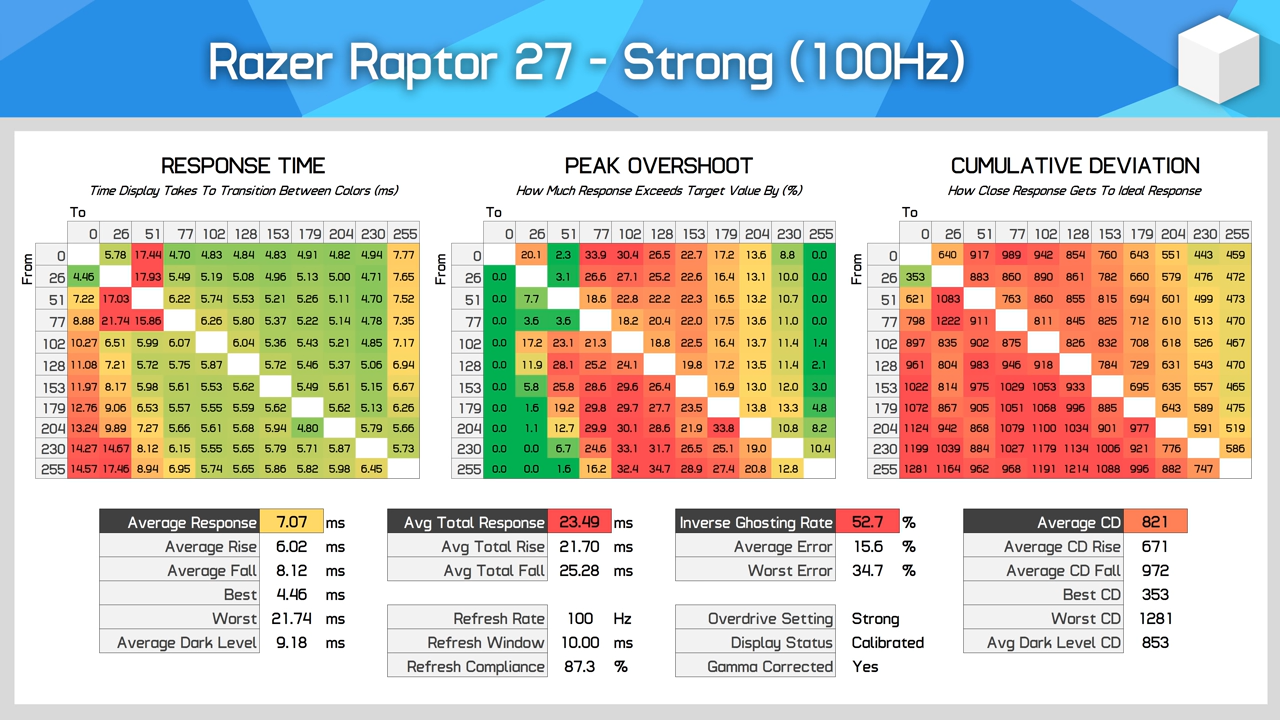 Razer Raptor 27 - Strong (100Hz)
RESPONSE TIME
Time Display Takes To Transition Between Colors (ms)
To
0 26 51 77 102 128 153 179 204 230 255
From
0 5.78 17.44 4.70 4.83 4.84 4.83 4.91 4.82 4.94 7.77
26 4.46 17.93 5.49 5.19 5.08 4.96 5.13 5.00 4.71 7.65
51 7.22 17.03 6.22 5.74 5.53 5.21 5.26 5.11 4.70 7.52
77 8.88 21.74 15.86 6.26 5.80 5.37 5.22 5.14 4.78 7.35
102 10.27 6.51 5.99 6.07 6.04 5.36 5.43 5.21 4.85 7.17
128 11.08 7.21 5.72 5.75 5.87 5.72 5.46 5.37 5.06 6.94
153 11.97 8.17 5.98 5.61 5.53 5.62 5.49 5.61 5.15 6.67
179 12.76 9.06 6.53 5.57 5.55 5.59 5.62 5.62 5.13 6.26
204 13.24 9.89 7.27 5.66 5.61 5.68 5.94 4.80 5.79 5.66
230 14.27 14.67 8.12 6.15 5.58 5.65 5.79 5.71 5.87 5.73
255 14.57 17.46 8.94 6.95 5.74 5.65 5.86 5.82 5.98 6.45
PEAK OVERSHOOT
How Much Response Exceeds Target Value By (%)
To
0 26 51 77 102 128 153 179 204 230 255
From
0 20.1 2.3 33.9 30.4 26.5 22.7 17.2 13.6 8.8 0.0
26 0.0 3.1 26.6 27.1 25.2 22.6 16.4 13.1 10.0 0.0
51 0.0 7.7 18.6 22.8 22.2 22.3 16.5 13.2 10.7 0.0
77 0.0 3.6 3.6 18.2 20.4 22.0 17.5 13.6 11.0 0.0
102 0.0 17.2 23.1 21.3 18.8 22.5 16.4 13.7 11.4 1.4
128 0.0 11.9 28.1 25.2 24.1 19.8 17.2 13.5 11.4 2.1
153 0.0 5.8 25.8 28.6 29.6 26.4 16.9 13.0 12.0 3.0
179 0.0 1.6 19.2 29.8 29.7 27.7 23.5 13.8 13.3 4.8
204 0.0 1.1 12.7 29.9 30.1 28.6 21.9 33.8 10.8 8.2
230 0.0 0.0 6.7 24.6 33.1 31.7 26.5 25.1 19.0 10.4
255 0.0 0.0 1.6 16.2 32.4 34.7 28.9 27.4 20.8 12.8
CUMULATIVE DEVIATION
How Close Response Gets To Ideal Response
To
0 26 51 77 102 128 153 179 204 230 255
From
0 640 917 989 942 854 760 643 551 443 459
26 353 883 860 890 861 782 660 579 476 472
51 621 1083 763 860 855 815 694 601 499 473
77 798 1222 911 811 845 825 712 610 513 470
102 897 835 902 875 826 832 708 618 526 467
128 961 804 983 946 918 784 729 631 543 470
153 1022 814 975 1029 1053 933 695 635 557 465
179 1072 867 905 1051 1068 996 885 643 589 475
204 1124 942 868 1079 1100 1034 901 977 591 519
230 1199 1039 884 1027 1179 1134 1006 921 776 586
255 1281 1164 962 968 1191 1214 1088 996 882 747
Average Response 7.07 ms
Average Rise 6.02 ms
Average Fall 8.12 ms
Best 4.46 ms
Worst 21.74 ms
Average Dark Level 9.18 ms
Avg Total Response 23.49 ms
Avg Total Rise 21.70 ms
Avg Total Fall 25.28 ms
Refresh Rate 100 Hz
Refresh Window 10.00 ms
Refresh Compliance 87.3 %
Inverse Ghosting Rate 52.7 %
Average Error 15.6 %
Worst Error 34.7 %
Overdrive Setting Strong
Display Status Calibrated
Gamma Corrected Yes
Average CD 821
Average CD Rise 671
Average CD Fall 972
Best CD 353
Worst CD 1281
Avg Dark Level CD 853